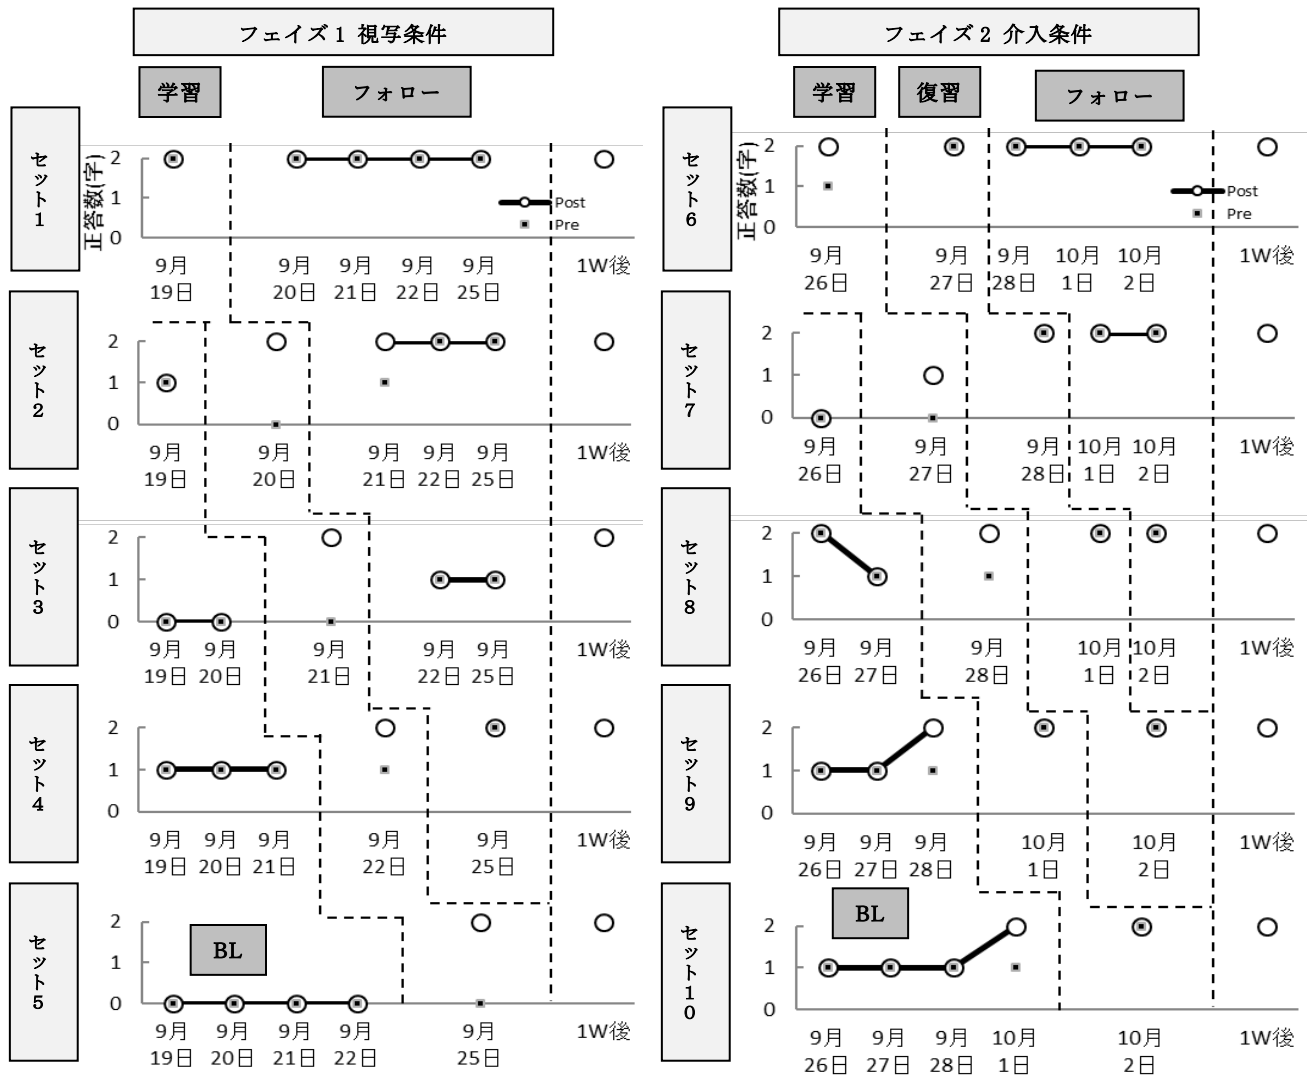 フェイズ1 視写条件
学習
フォロー
セット1
正答数(字)
2
1
0
Post
Pre
9月 9月 9月 9月 9月 1W後
19日 20日 21日 22日 25日
セット2
2
1
0
9月 9月 9月 9月 9月 1W後
19日 20日 21日 22日 25日
セット3
2
1
0
9月 9月 9月 9月 9月 1W後
19日 20日 21日 22日 25日
セット4
2
1
0
9月 9月 9月 9月 9月 1W後
19日 20日 21日 22日 25日
セット5
BL
2
1
0
9月 9月 9月 9月 9月 1W後
19日 20日 21日 22日 25日
フェイズ2 介入条件
学習
復習
フォロー
セット6
正答数(字)
2
1
0
Post
Pre
9月 9月 9月 10月 10月 1W後
26日 27日 28日 1日 2日
セット7
2
1
0
9月 9月 9月 10月 10月 1W後
26日 27日 28日 1日 2日
セット8
2
1
0
9月 9月 9月 10月 10月 1W後
26日 27日 28日 1日 2日
セット9
2
1
0
9月 9月 9月 10月 10月 1W後
26日 27日 28日 1日 2日
セット10
BL
2
1
0
9月 9月 9月 10月 10月 1W後
26日 27日 28日 1日 2日